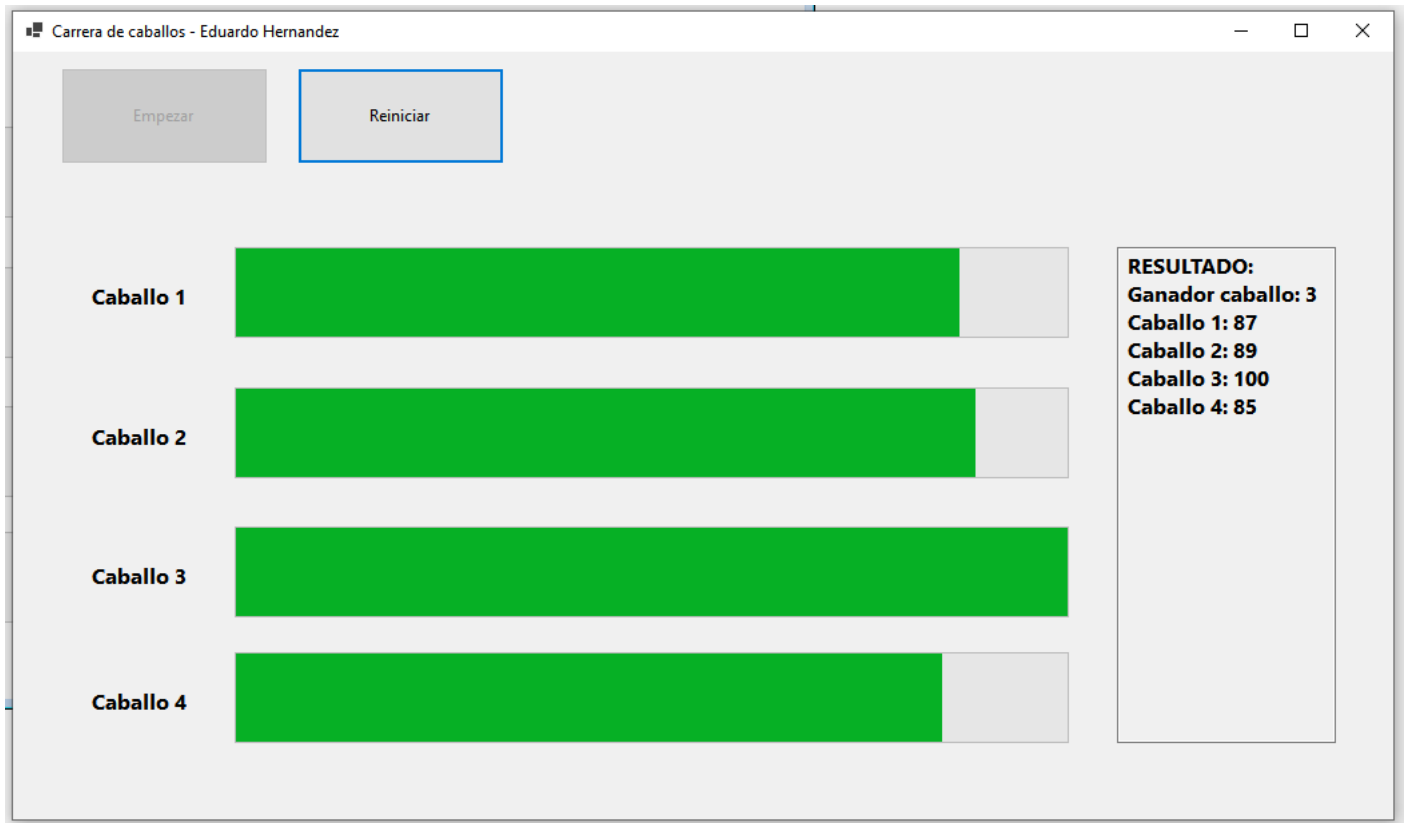 Carrera de caballos - Eduardo Hernandez
Empezar
Reiniciar
Caballo 1
Caballo 2
Caballo 3
Caballo 4
RESULTADO:
Ganador caballo: 3
Caballo 1: 87
Caballo 2: 89
Caballo 3: 100
Caballo 4: 85